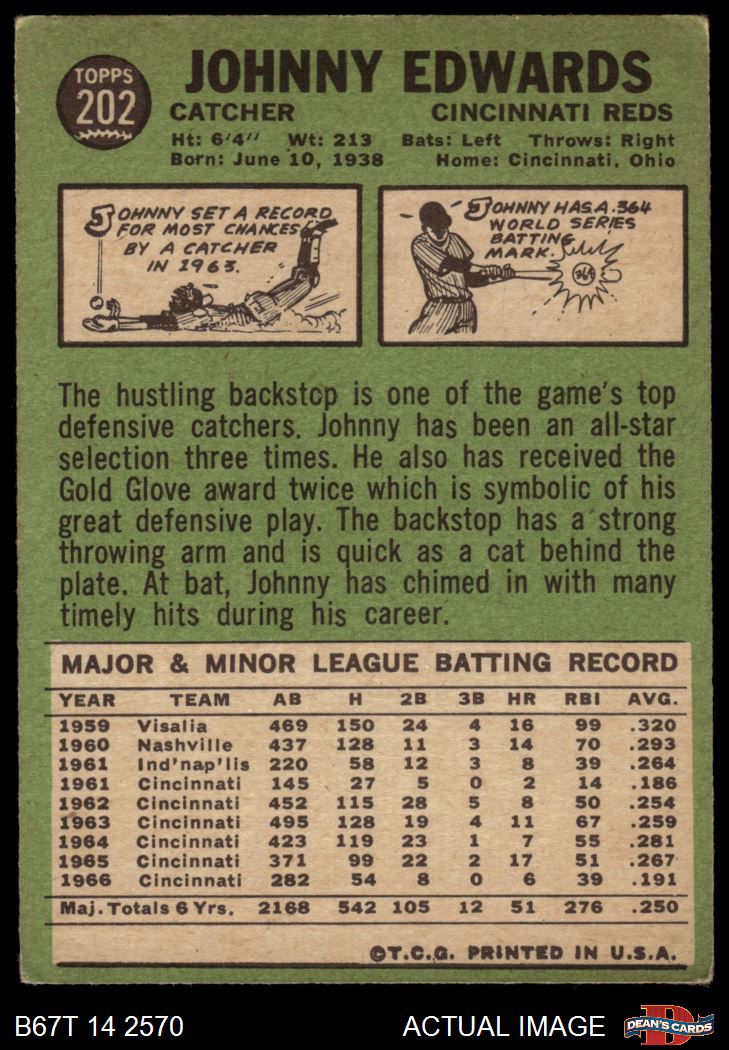 TOPPS
202
JOHNNY EDWARDS
CATCHER CINCINNATI REDS
Ht: 6'4'' Wt: 213 Bats: Left Throws: Right
Born: June 10, 1938 Home: Cincinnati, Ohio
JOHNNY SET A RECORD
FOR MOST CHANCES
BY A CATCHER
IN 1963.
JOHNNY HAS A .364
WORLD SERIES
BATTING
MARK.
364
The hustling backstop is one of the game's top
defensive catchers. Johnny has been an all-star
selection three times. He also has received the
Gold Glove award twice which is symbolic of his
great defensive play. The backstop has a strong
throwing arm and is quick as a cat behind the
plate. At bat, Johnny has chimed in with many
timely hits during his career.
MAJOR & MINOR LEAGUE BATTING RECORD
YEAR TEAM AB H 2B 3B HR RBI AVG.
1959 Visalia 469 150 24 4 16 99 .320
1960 Nashville 437 128 11 3 14 70 .293
1961 Ind'nap'lis 220 58 12 3 8 39 .264
1961 Cincinnati 145 27 5 0 2 14 .186
1962 Cincinnati 452 115 28 5 8 50 .254
1963 Cincinnati 495 128 19 4 11 67 .259
1964 Cincinnati 423 119 23 1 7 55 .281
1965 Cincinnati 371 99 22 2 17 51 .267
1966 Cincinnati 282 54 8 0 6 39 .191
Maj. Totals 6 Yrs. 2168 542 105 12 51 276 .250
©T.C.G. PRINTED IN U.S.A.
B67T 14 2570 ACTUAL IMAGE
D
DEAN'S CARDS